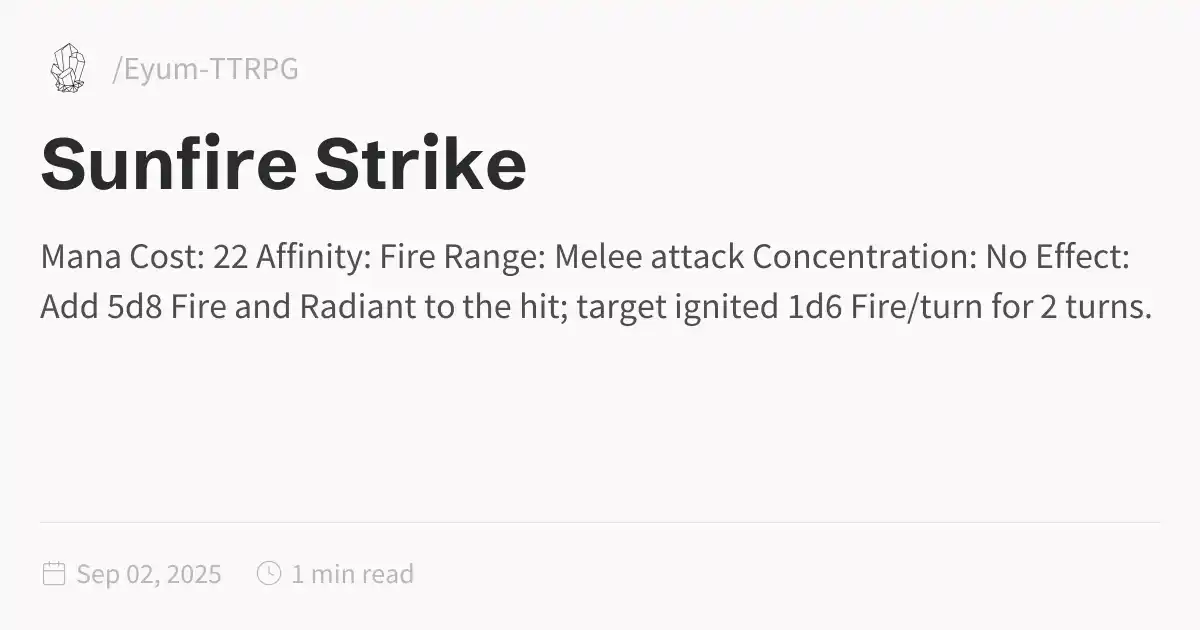 /Eyum-TTRPG
Sunfire Strike
Mana Cost: 22 Affinity: Fire Range: Melee attack Concentration: No Effect:
Add 5d8 Fire and Radiant to the hit; target ignited 1d6 Fire/turn for 2 turns.
Sep 02, 2025 1 min read